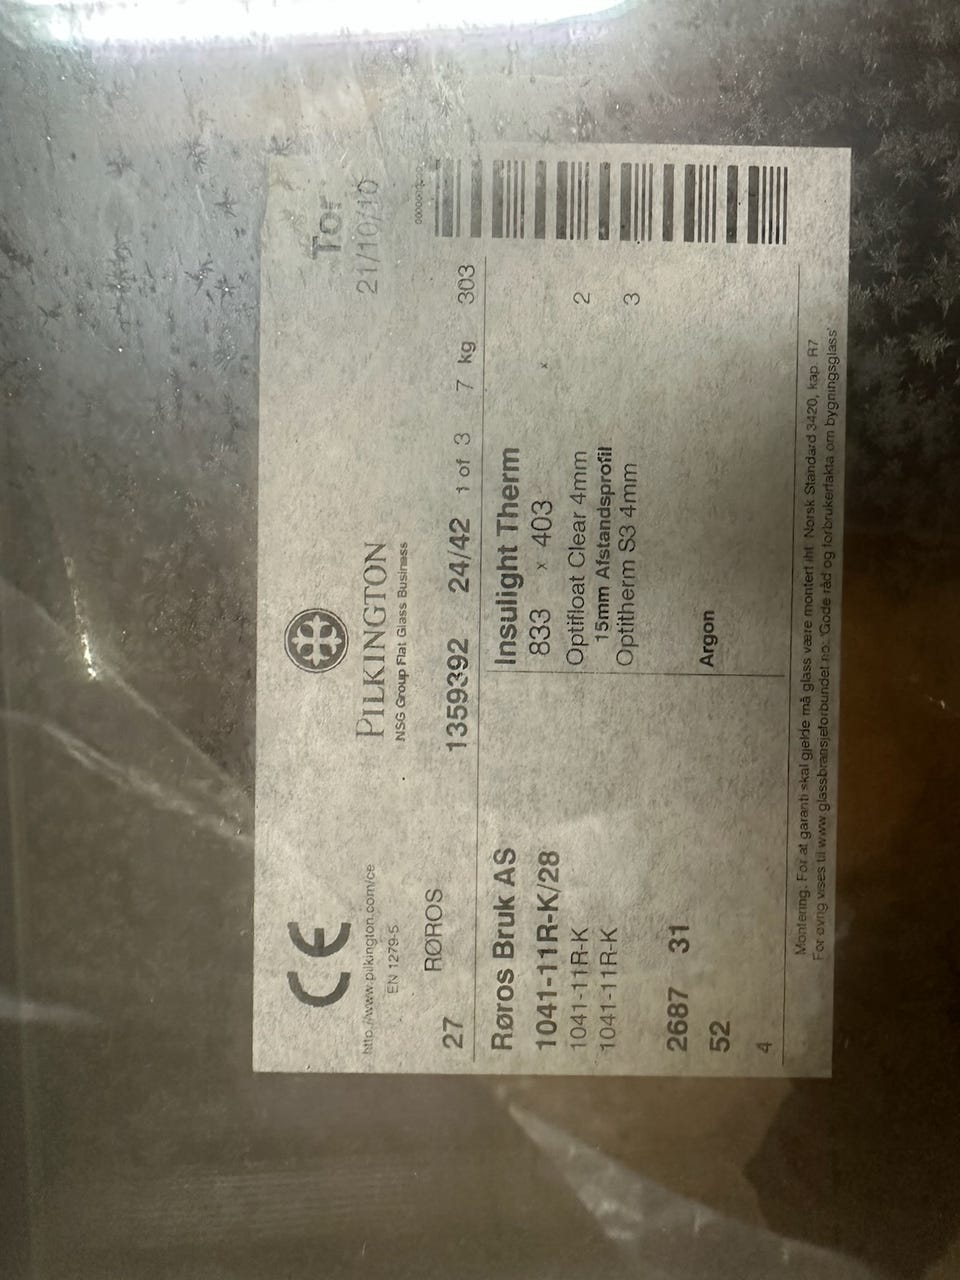 CE
http://www.pilkington.com/ce
EN 1279-5
PILKINGTON
NSG Group Flat Glass Business
Tor
21/10/10
27 RØROS 1359392 24/42 1 of 3 7 kg 303
Røros Bruk AS
1041-11R-K/28
1041-11R-K
1041-11R-K
2687 31
52
4
Insulight Therm
833 x 403 x
Optifloat Clear 4mm 2
15mm Afstandsprofil
Optitherm S3 4mm 3
Argon
Montering: For at garanti skal gjelde må glass være montert iht. Norsk Standard 3420, kap. R7
For øvrig vises til www.glassbransjeforbundet.no: 'Gode råd og forbrukerfakta om bygningsglass'